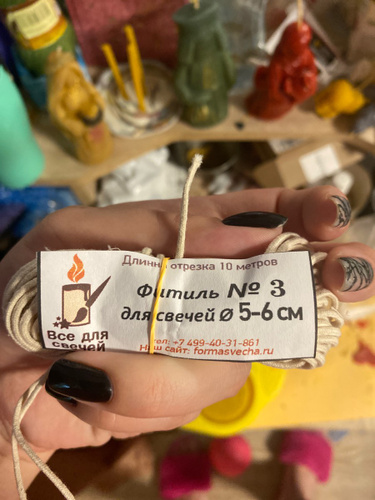 Длинна отрезка 10 метров
Фитиль № 3
для свечей Ø 5-6 см
Все для
свечей
тел: +7 499-40-31-861
Наш сайт: formasvecha.ru